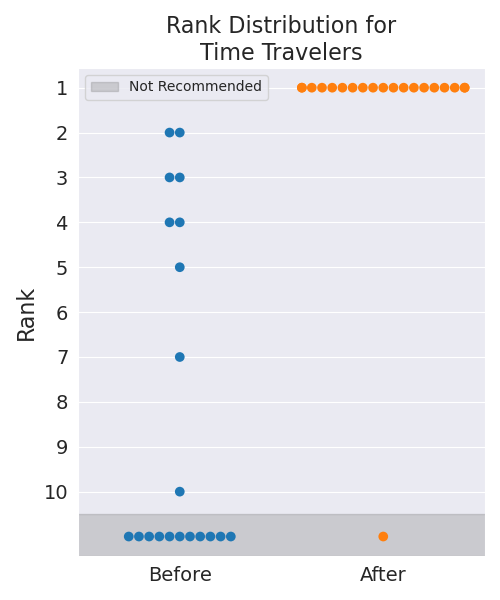 Rank Distribution for
Time Travelers
Not Recommended
1
2
3
4
5
6
7
8
9
10
Rank
Before
After